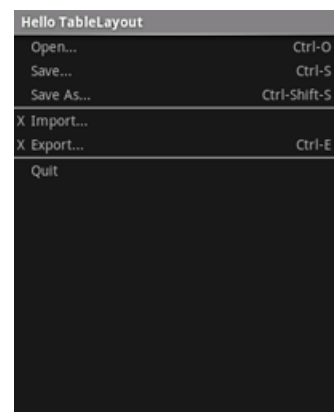 Hello TableLayout
Open... Ctrl-O
Save... Ctrl-S
Save As... Ctrl-Shift-S
X Import...
X Export... Ctrl-E
Quit